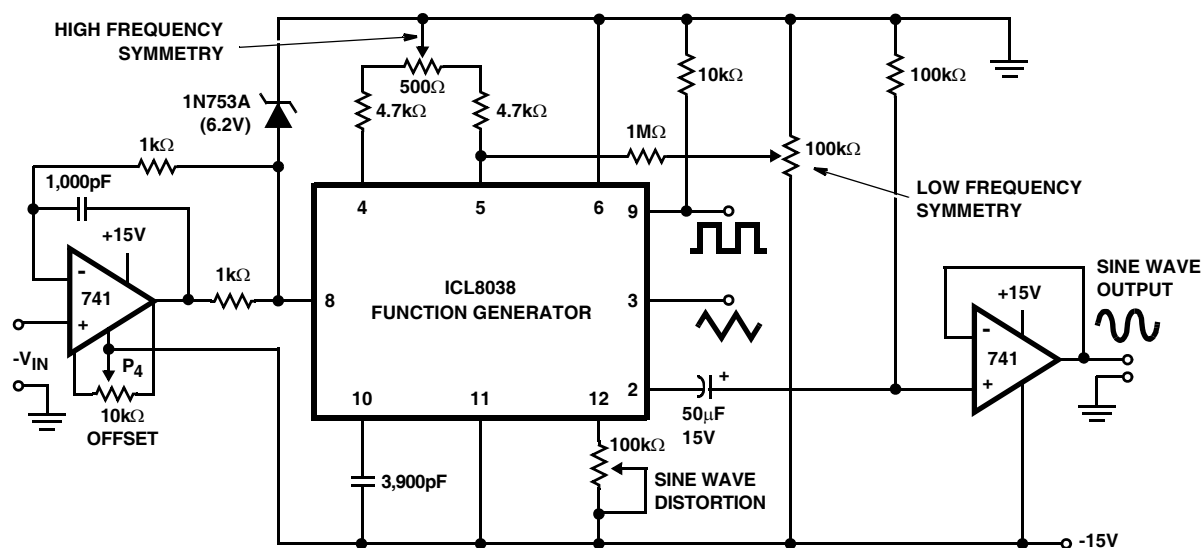 HIGH FREQUENCY
SYMMETRY
500Ω
10kΩ
100kΩ
1N753A
(6.2V)
4.7kΩ
4.7kΩ
1kΩ
1MΩ
100kΩ
1,000pF
LOW FREQUENCY
SYMMETRY
4
5
6
9
+15V
-
741
+
1kΩ
8
ICL8038
FUNCTION GENERATOR
3
SINE WAVE
OUTPUT
+15V
-
741
+
-VIN
P4
10kΩ
OFFSET
10
11
12
2
+
50μF
15V
100kΩ
3,900pF
SINE WAVE
DISTORTION
-15V